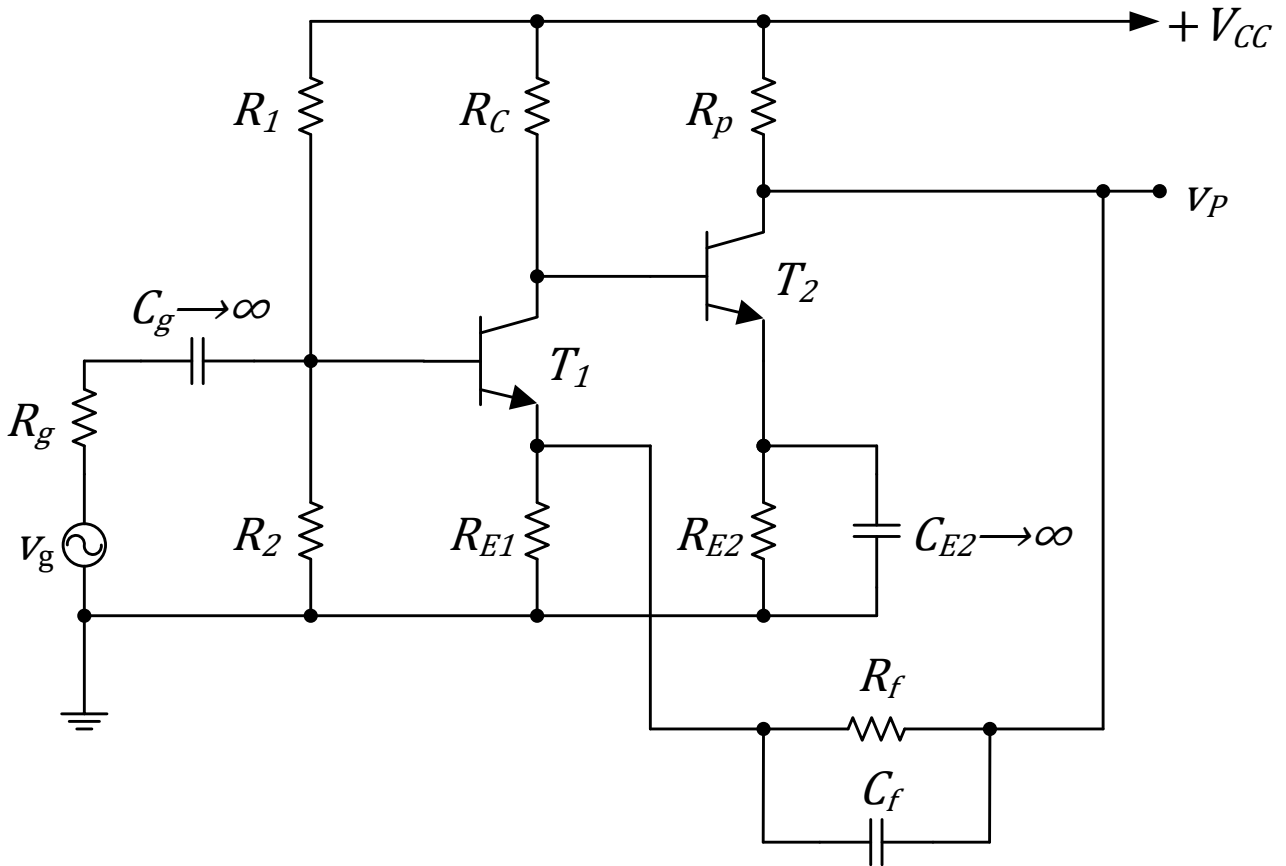 + V_CC
R_1
R_C
R_p
v_P
T_2
C_g→∞
T_1
R_g
v_g
R_2
R_E1
R_E2
C_E2→∞
R_f
C_f